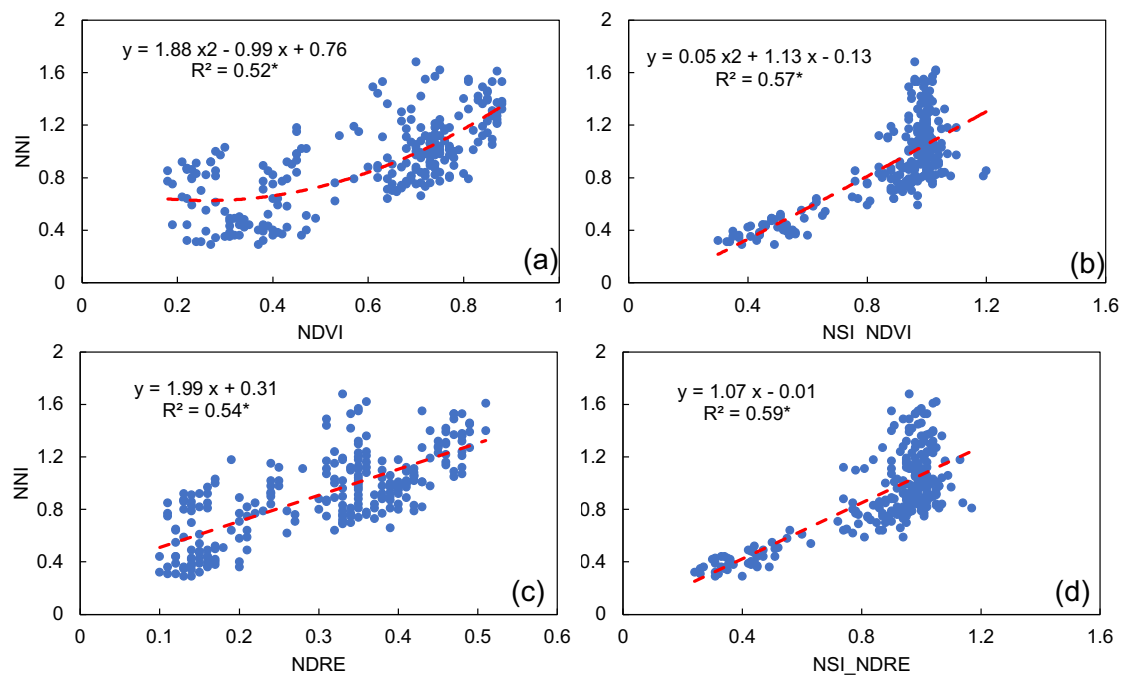 2
1.6
1.2
0.8
0.4
0
NNI
y = 1.88 x2 - 0.99 x + 0.76
R² = 0.52*
(a)
0 0.2 0.4 0.6 0.8 1
NDVI
2
1.6
1.2
0.8
0.4
0
y = 0.05 x2 + 1.13 x - 0.13
R² = 0.57*
(b)
0 0.4 0.8 1.2 1.6
NSI NDVI
2
1.6
1.2
0.8
0.4
0
NNI
y = 1.99 x + 0.31
R² = 0.54*
(c)
0.1 0.2 0.3 0.4 0.5 0.6
NDRE
2
1.6
1.2
0.8
0.4
0
y = 1.07 x - 0.01
R² = 0.59*
(d)
0 0.4 0.8 1.2 1.6
NSI_NDRE